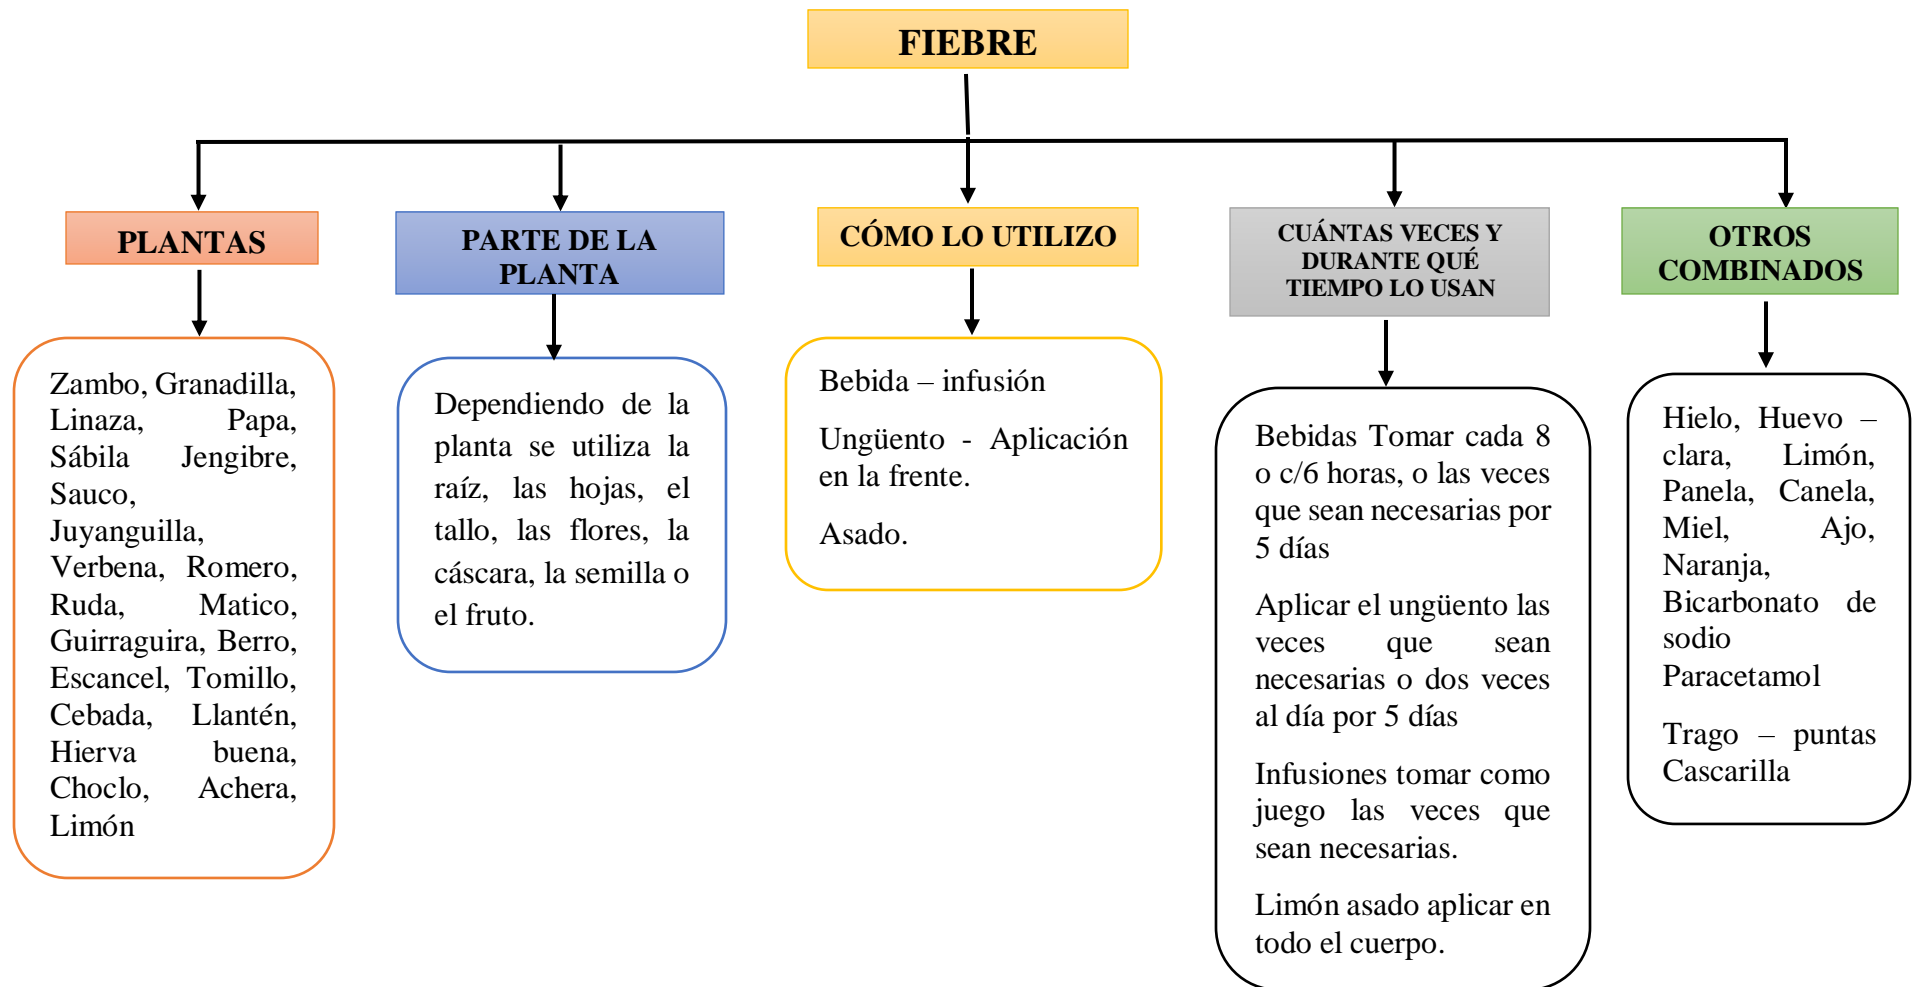 FIEBRE
PLANTAS
Zambo, Granadilla,
Linaza, Papa,
Sábila Jengibre,
Sauco,
Juyanguilla,
Verbena, Romero,
Ruda, Matico,
Guirraguira, Berro,
Escancel, Tomillo,
Cebada, Llantén,
Hierva buena,
Choclo, Achera,
Limón
PARTE DE LA
PLANTA
Dependiendo de la
planta se utiliza la
raíz, las hojas, el
tallo, las flores, la
cáscara, la semilla o
el fruto.
CÓMO LO UTILIZO
Bebida – infusión
Ungüento - Aplicación
en la frente.
Asado.
CUÁNTAS VECES Y
DURANTE QUÉ
TIEMPO LO USAN
Bebidas Tomar cada 8
o c/6 horas, o las veces
que sean necesarias por
5 días
Aplicar el ungüento las
veces que sean
necesarias o dos veces
al día por 5 días
Infusiones tomar como
juego las veces que
sean necesarias.
Limón asado aplicar en
todo el cuerpo.
OTROS
COMBINADOS
Hielo, Huevo –
clara, Limón,
Panela, Canela,
Miel, Ajo,
Naranja,
Bicarbonato de
sodio
Paracetamol
Trago – puntas
Cascarilla